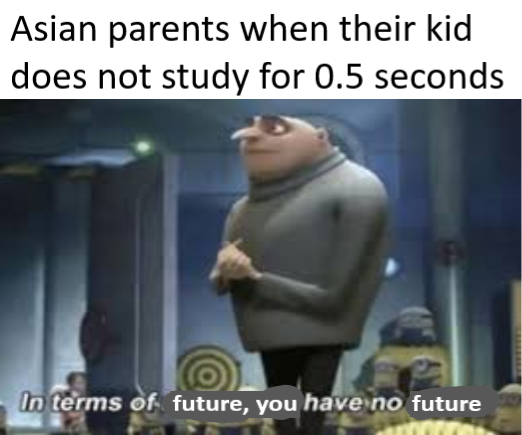 Asian parents when their kid
does not study for 0.5 seconds
In terms of future, you have no future